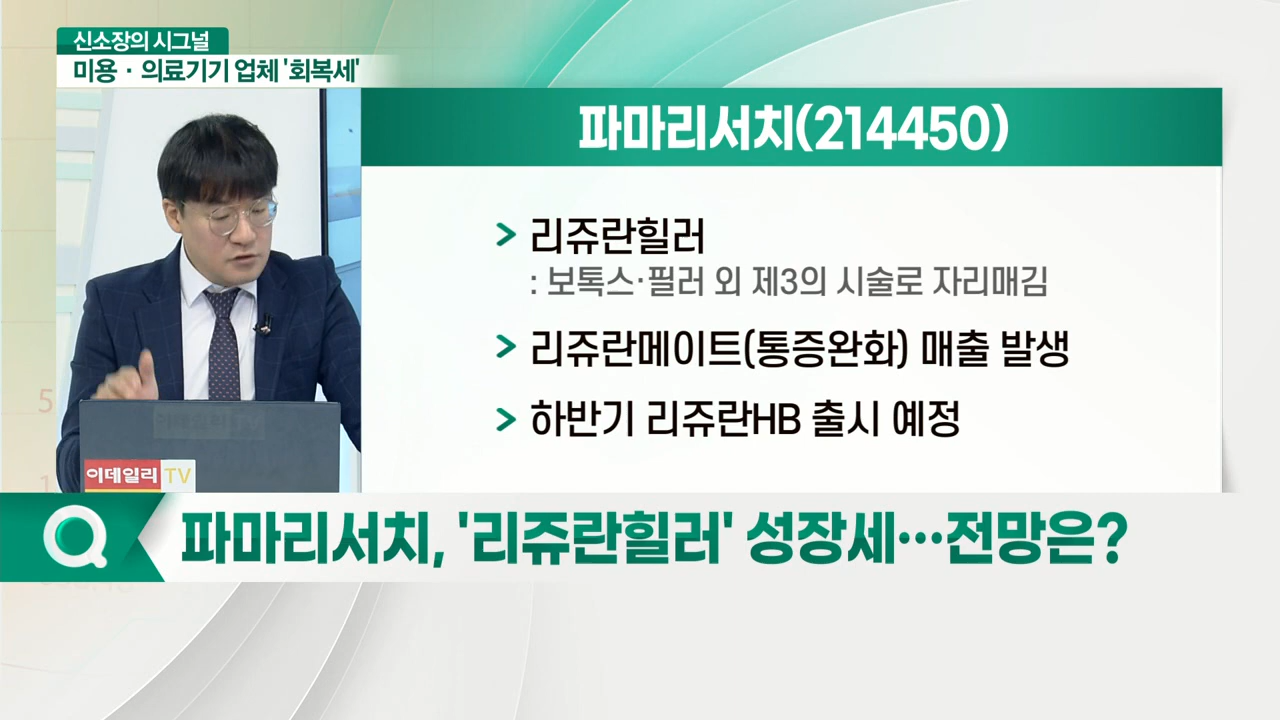 신소장의 시그널
미용·의료기기 업체 '회복세'
파마리서치(214450)
> 리쥬란힐러
: 보톡스·필러 외 제3의 시술로 자리매김
> 리쥬란메이트(통증완화) 매출 발생
> 하반기 리쥬란HB 출시 예정
이데일리 TV
Q 파마리서치, '리쥬란힐러' 성장세…전망은?